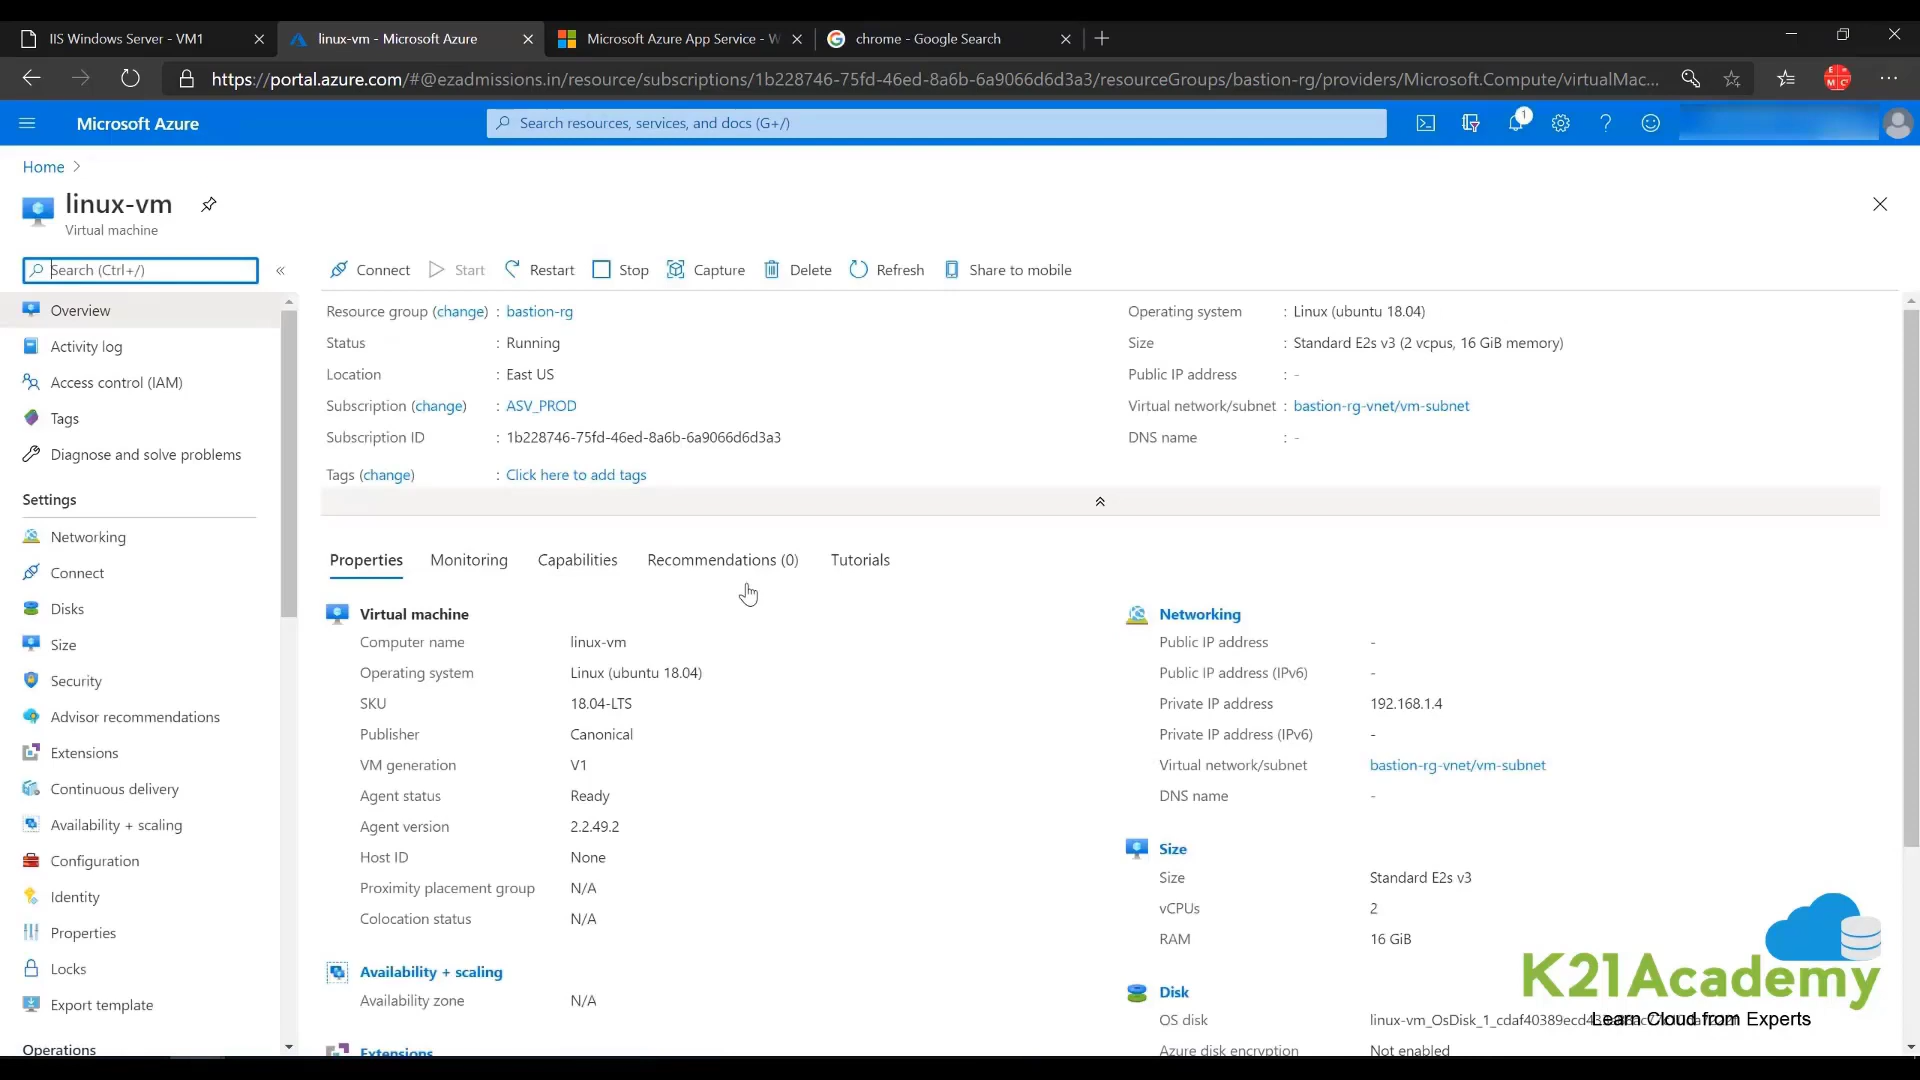 IIS Windows Server - VM1
linux-vm - Microsoft Azure
Microsoft Azure App Service - W
chrome - Google Search
https://portal.azure.com/#@ezadmissions.in/resource/subscriptions/1b228746-75fd-46ed-8a6b-6a9066d6d3a3/resourceGroups/bastion-rg/providers/Microsoft.Compute/virtualMac...
Microsoft Azure
Search resources, services, and docs (G+/)
1
Home >
linux-vm
Virtual machine
Search (Ctrl+/)
«
Connect
Start
Restart
Stop
Capture
Delete
Refresh
Share to mobile
Overview
Activity log
Access control (IAM)
Tags
Diagnose and solve problems
Settings
Networking
Connect
Disks
Size
Security
Advisor recommendations
Extensions
Continuous delivery
Availability + scaling
Configuration
Identity
Properties
Locks
Export template
Operations
Resource group (change) : bastion-rg
Status : Running
Location : East US
Subscription (change) : ASV_PROD
Subscription ID : 1b228746-75fd-46ed-8a6b-6a9066d6d3a3
Tags (change) : Click here to add tags
Operating system : Linux (ubuntu 18.04)
Size : Standard E2s v3 (2 vcpus, 16 GiB memory)
Public IP address : -
Virtual network/subnet : bastion-rg-vnet/vm-subnet
DNS name : -
Properties
Monitoring
Capabilities
Recommendations (0)
Tutorials
Virtual machine
Computer name linux-vm
Operating system Linux (ubuntu 18.04)
SKU 18.04-LTS
Publisher Canonical
VM generation V1
Agent status Ready
Agent version 2.2.49.2
Host ID None
Proximity placement group N/A
Colocation status N/A
Availability + scaling
Availability zone N/A
Extensions
Networking
Public IP address -
Public IP address (IPv6) -
Private IP address 192.168.1.4
Private IP address (IPv6) -
Virtual network/subnet bastion-rg-vnet/vm-subnet
DNS name -
Size
Size Standard E2s v3
vCPUs 2
RAM 16 GiB
Disk
OS disk
Azure disk encryption Not enabled
K21Academy
Learn Cloud from Experts